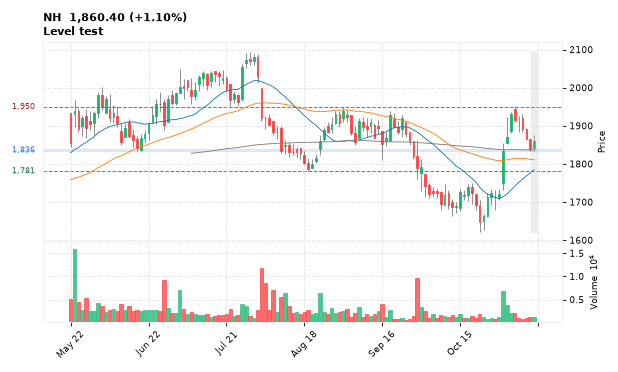 NH 1,860.40 (+1.10%)
Level test
2100
2000
1,950
1900
1,836
1800
1,781
1700
1600
Price
1.5
1.0
0.5
Volume 10⁶
May 22
Jun 22
Jul 21
Aug 18
Sep 16
Oct 15